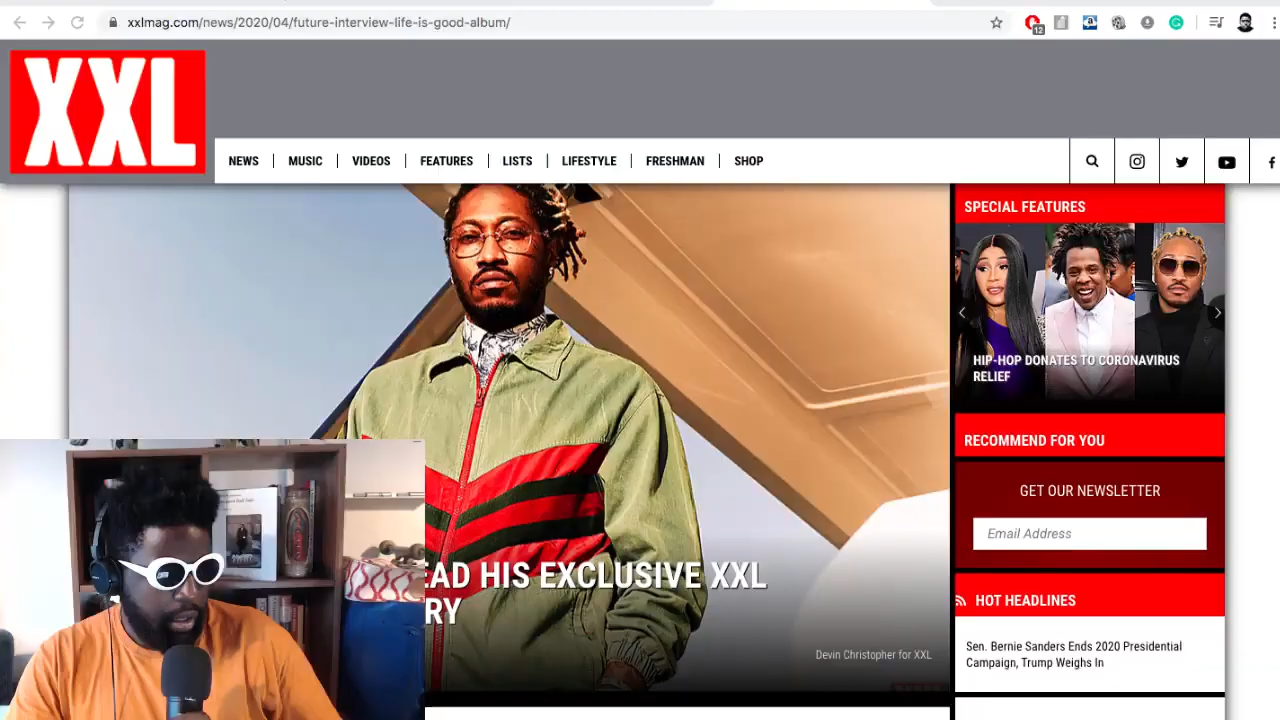 xxlmag.com/news/2020/04/future-interview-life-is-good-album/
12
XXL
NEWS
MUSIC
VIDEOS
FEATURES
LISTS
LIFESTYLE
FRESHMAN
SHOP
EAD HIS EXCLUSIVE XXL
RY
Devin Christopher for XXL
SPECIAL FEATURES
HIP-HOP DONATES TO CORONAVIRUS
RELIEF
RECOMMEND FOR YOU
GET OUR NEWSLETTER
Email Address
HOT HEADLINES
Sen. Bernie Sanders Ends 2020 Presidential
Campaign, Trump Weighs In